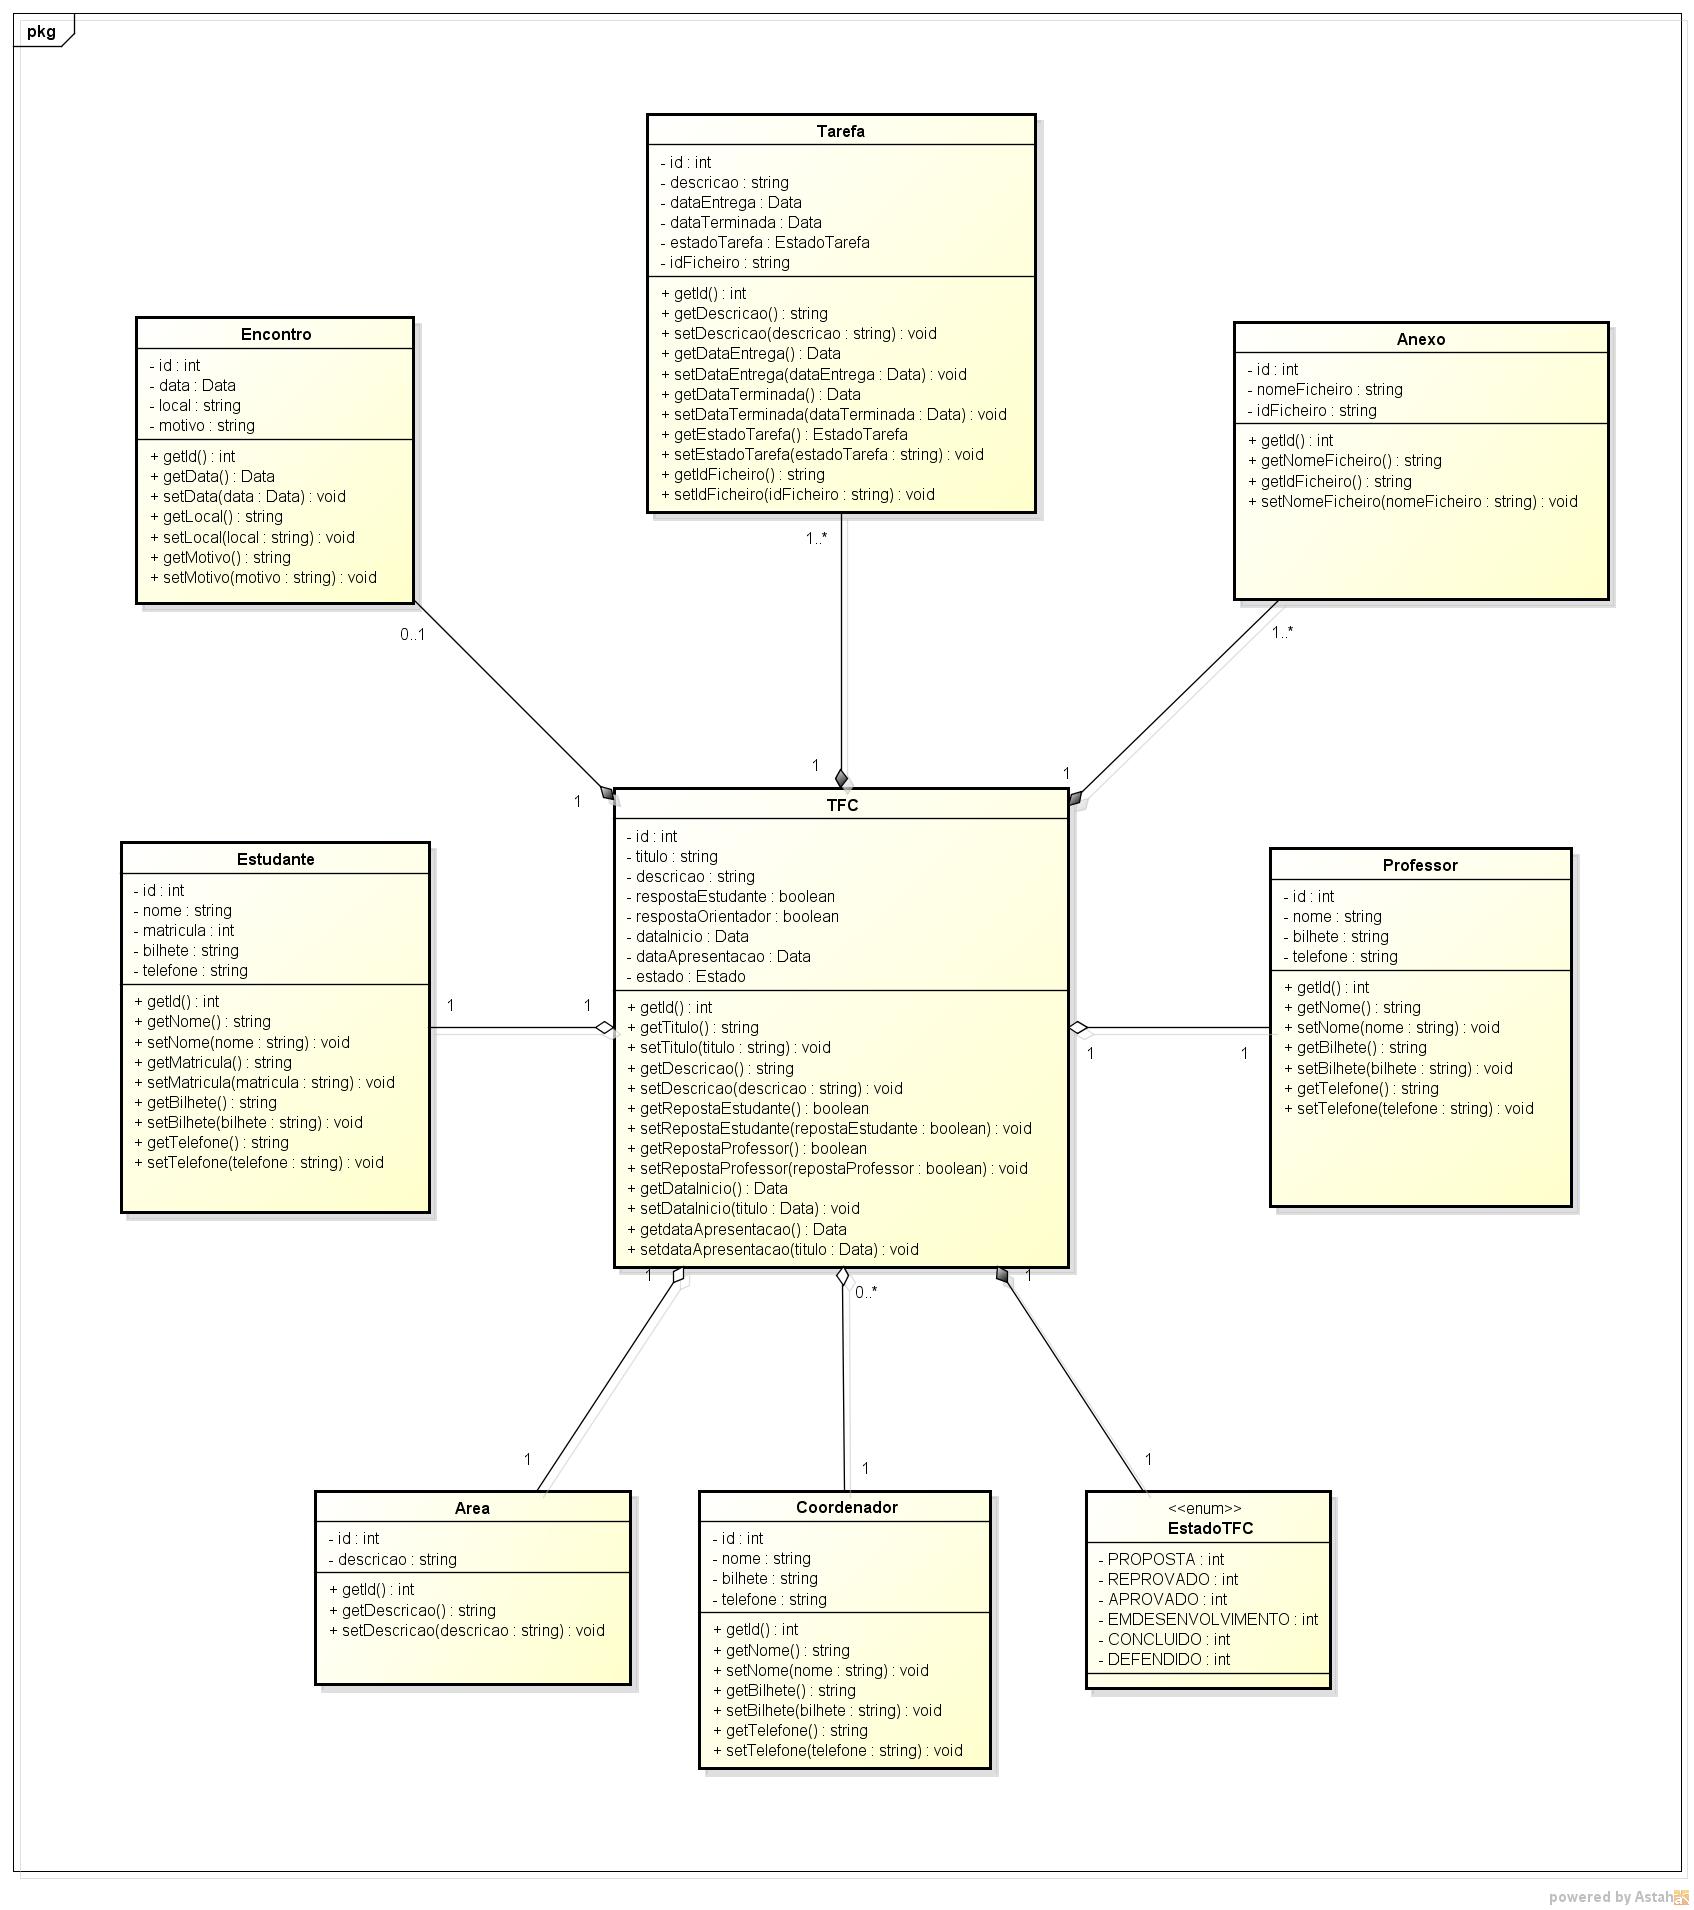 pkg
Tarefa
- id : int
- descricao : string
- dataEntrega : Data
- dataTerminada : Data
- estadoTarefa : EstadoTarefa
- idFicheiro : string
+ getId() : int
+ getDescricao() : string
+ setDescricao(descricao : string) : void
+ getDataEntrega() : Data
+ setDataEntrega(dataEntrega : Data) : void
+ getDataTerminada() : Data
+ setDataTerminada(dataTerminada : Data) : void
+ getEstadoTarefa() : EstadoTarefa
+ setEstadoTarefa(estadoTarefa : string) : void
+ getIdFicheiro() : string
+ setIdFicheiro(idFicheiro : string) : void
1..*
1
Encontro
- id : int
- data : Data
- local : string
- motivo : string
+ getId() : int
+ getData() : Data
+ setData(data : Data) : void
+ getLocal() : string
+ setLocal(local : string) : void
+ getMotivo() : string
+ setMotivo(motivo : string) : void
0..1
1
Anexo
- id : int
- nomeFicheiro : string
- idFicheiro : string
+ getId() : int
+ getNomeFicheiro() : string
+ getIdFicheiro() : string
+ setNomeFicheiro(nomeFicheiro : string) : void
1..*
1
Estudante
- id : int
- nome : string
- matricula : int
- bilhete : string
- telefone : string
+ getId() : int
+ getNome() : string
+ setNome(nome : string) : void
+ getMatricula() : string
+ setMatricula(matricula : string) : void
+ getBilhete() : string
+ setBilhete(bilhete : string) : void
+ getTelefone() : string
+ setTelefone(telefone : string) : void
1
1
TFC
- id : int
- titulo : string
- descricao : string
- respostaEstudante : boolean
- respostaOrientador : boolean
- dataInicio : Data
- dataApresentacao : Data
- estado : Estado
+ getId() : int
+ getTitulo() : string
+ setTitulo(titulo : string) : void
+ getDescricao() : string
+ setDescricao(descricao : string) : void
+ getRepostaEstudante() : boolean
+ setRepostaEstudante(repostaEstudante : boolean) : void
+ getRepostaProfessor() : boolean
+ setRepostaProfessor(repostaProfessor : boolean) : void
+ getDataInicio() : Data
+ setDataInicio(titulo : Data) : void
+ getdataApresentacao() : Data
+ setdataApresentacao(titulo : Data) : void
Professor
- id : int
- nome : string
- bilhete : string
- telefone : string
+ getId() : int
+ getNome() : string
+ setNome(nome : string) : void
+ getBilhete() : string
+ setBilhete(bilhete : string) : void
+ getTelefone() : string
+ setTelefone(telefone : string) : void
1
1
1
0..*
1
1
1
1
Area
- id : int
- descricao : string
+ getId() : int
+ getDescricao() : string
+ setDescricao(descricao : string) : void
Coordenador
- id : int
- nome : string
- bilhete : string
- telefone : string
+ getId() : int
+ getNome() : string
+ setNome(nome : string) : void
+ getBilhete() : string
+ setBilhete(bilhete : string) : void
+ getTelefone() : string
+ setTelefone(telefone : string) : void
<<enum>>
EstadoTFC
- PROPOSTA : int
- REPROVADO : int
- APROVADO : int
- EMDESENVOLVIMENTO : int
- CONCLUIDO : int
- DEFENDIDO : int
powered by Astah